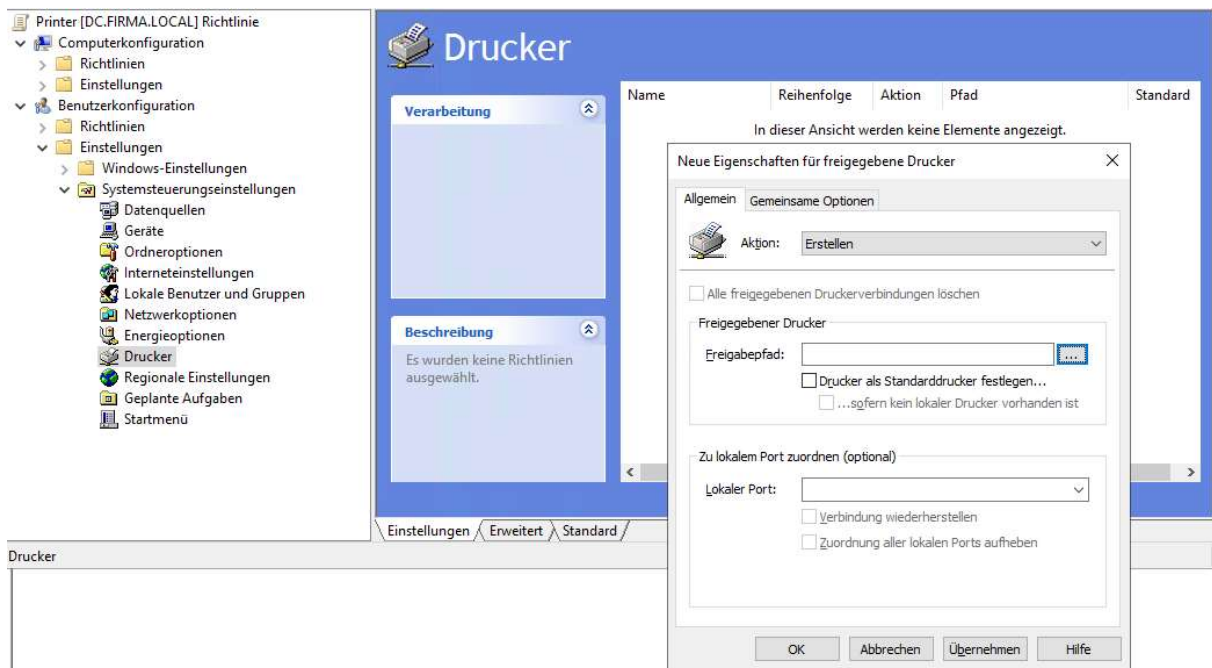 Printer [DC.FIRMA.LOCAL] Richtlinie
Computerkonfiguration
Richtlinien
Einstellungen
Benutzerkonfiguration
Richtlinien
Einstellungen
Windows-Einstellungen
Systemsteuerungseinstellungen
Datenquellen
Geräte
Ordneroptionen
Interneteinstellungen
Lokale Benutzer und Gruppen
Netzwerkoptionen
Energieoptionen
Drucker
Regionale Einstellungen
Geplante Aufgaben
Startmenü
Drucker
Drucker
Verarbeitung
Beschreibung
Es wurden keine Richtlinien
ausgewählt.
Name Reihenfolge Aktion Pfad Standard
In dieser Ansicht werden keine Elemente angezeigt.
Einstellungen Erweitert Standard
Neue Eigenschaften für freigegebene Drucker
Allgemein Gemeinsame Optionen
Aktion: Erstellen
Alle freigegebenen Druckerverbindungen löschen
Freigegebener Drucker
Freigabepfad: ...
Drucker als Standarddrucker festlegen...
...sofern kein lokaler Drucker vorhanden ist
Zu lokalem Port zuordnen (optional)
Lokaler Port:
Verbindung wiederherstellen
Zuordnung aller lokalen Ports aufheben
OK Abbrechen Übernehmen Hilfe